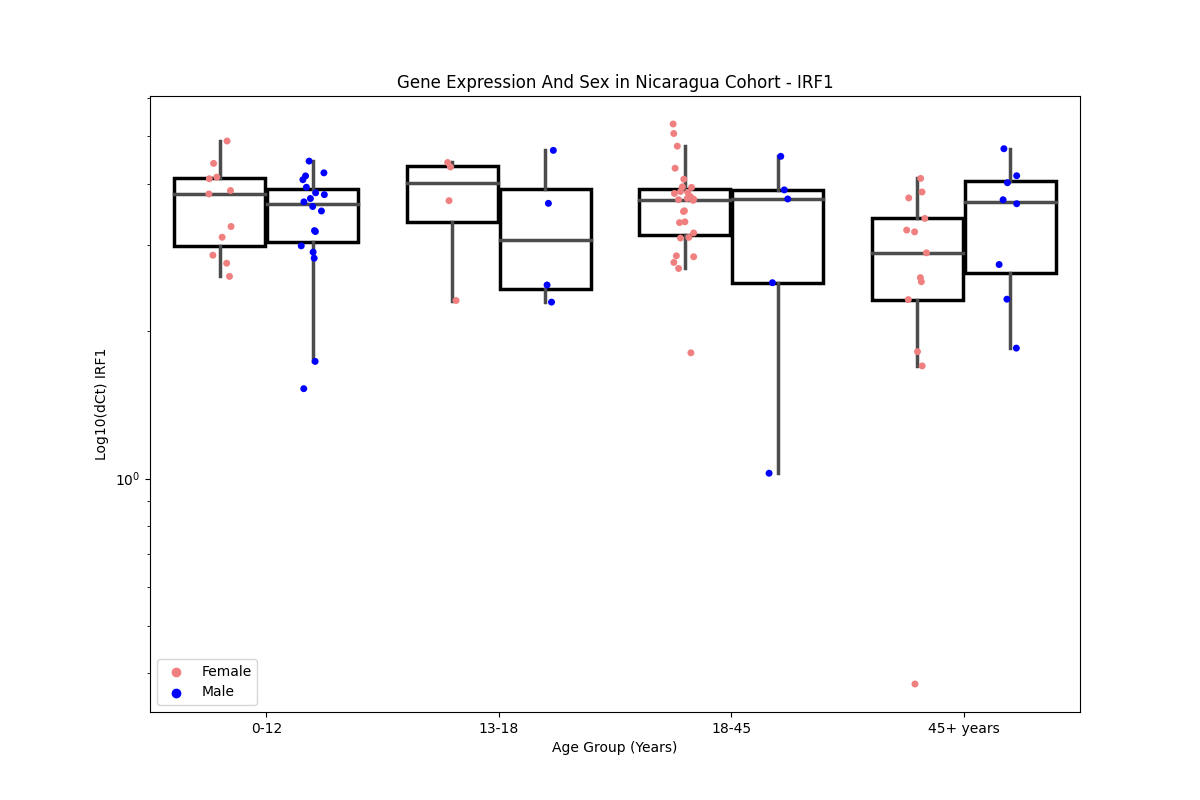 Gene Expression And Sex in Nicaragua Cohort - IRF1
Log10(dCt) IRF1
10⁰
Female
Male
0-12
13-18
18-45
45+ years
Age Group (Years)